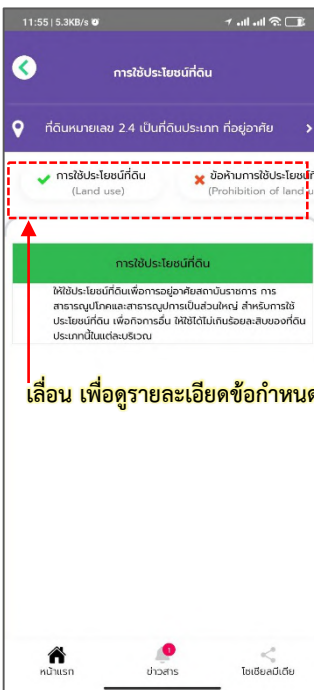 11:55 | 5.3KB/s
การใช้ประโยชน์ที่ดิน
ที่ดินหมายเลข 2.4 เป็นที่ดินประเภท ที่อยู่อาศัย
การใช้ประโยชน์ที่ดิน
(Land use)
ข้อห้ามการใช้ประโยชน์ที่
(Prohibition of land u
การใช้ประโยชน์ที่ดิน
ให้ใช้ประโยชน์ที่ดินเพื่อการอยู่อาศัยสถาบันราชการ การ
สาธารณูปโภคและสาธารณูปการเป็นส่วนใหญ่ สำหรับการใช้
ประโยชน์ที่ดิน เพื่อกิจการอื่น ให้ใช้ได้ไม่เกินร้อยละสิบของที่ดิน
ประเภทนี้ในแต่ละบริเวณ
เลื่อน เพื่อดูรายละเอียดข้อกำหนด
1
หน้าแรก
ข่าวสาร
โซเชียลมีเดีย